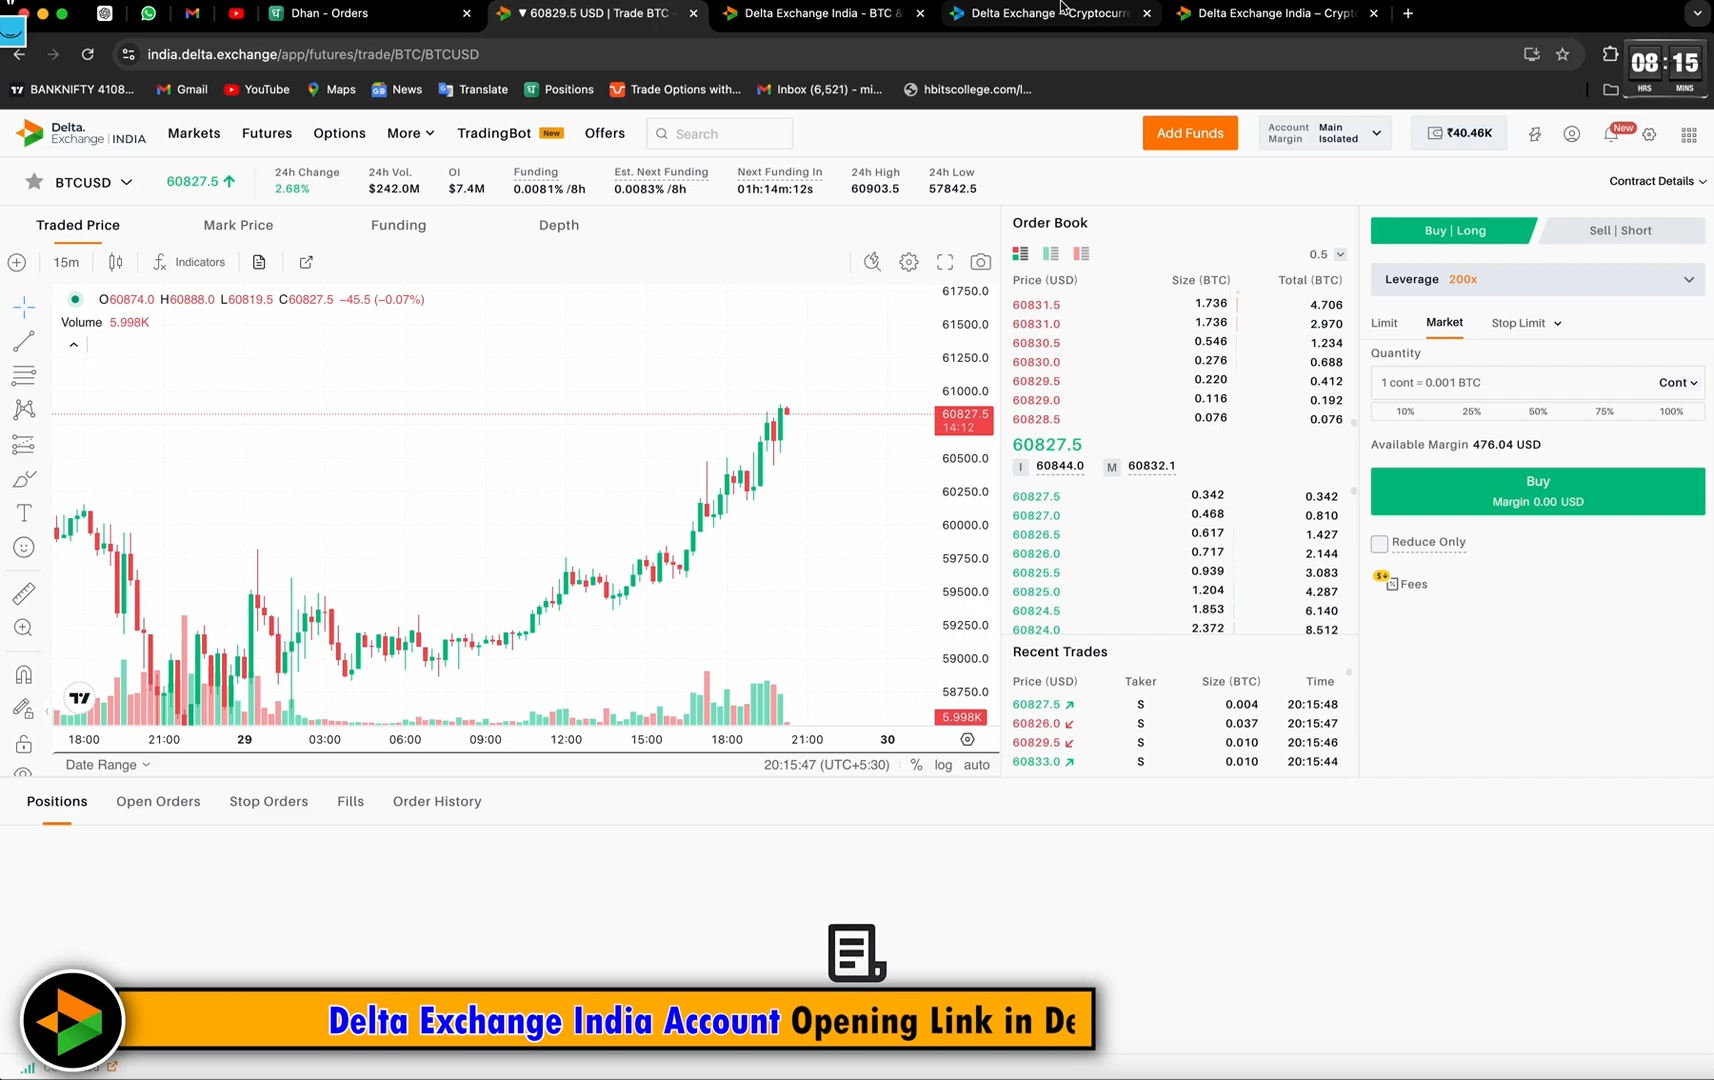 Dhan - Orders
▼ 60829.5 USD | Trade BTC
Delta Exchange India - BTC &
Delta Exchange
Cryptocurr
Delta Exchange India – Crypt
india.delta.exchange/app/futures/trade/BTC/BTCUSD
08 : 15
HRS MINS
BANKNIFTY 4108...
Gmail
YouTube
Maps
News
Translate
Positions
Trade Options with...
Inbox (6,521) – mi...
hbitscollege.com/l...
Delta.
Exchange | INDIA
Markets
Futures
Options
More
TradingBot New
Offers
Search
Add Funds
Account Margin
Main Isolated
₹40.46K
New
BTCUSD
60827.5
24h Change
2.68%
24h Vol.
$242.0M
OI
$7.4M
Funding
0.0081% /8h
Est. Next Funding
0.0083% /8h
Next Funding In
01h:14m:12s
24h High
60903.5
24h Low
57842.5
Contract Details
Traded Price
Mark Price
Funding
Depth
15m
Indicators
O60874.0 H60888.0 L60819.5 C60827.5 −45.5 (−0.07%)
Volume 5.998K
61750.0
61500.0
61250.0
61000.0
60827.5
14:12
60500.0
60250.0
60000.0
59750.0
59500.0
59250.0
59000.0
58750.0
5.998K
18:00 21:00 29 03:00 06:00 09:00 12:00 15:00 18:00 21:00 30
Date Range
20:15:47 (UTC+5:30)
% log auto
Order Book
0.5
Price (USD) Size (BTC) Total (BTC)
60831.5 1.736 4.706
60831.0 1.736 2.970
60830.5 0.546 1.234
60830.0 0.276 0.688
60829.5 0.220 0.412
60829.0 0.116 0.192
60828.5 0.076 0.076
60827.5
I 60844.0 M 60832.1
60827.5 0.342 0.342
60827.0 0.468 0.810
60826.5 0.617 1.427
60826.0 0.717 2.144
60825.5 0.939 3.083
60825.0 1.204 4.287
60824.5 1.853 6.140
60824.0 2.372 8.512
Recent Trades
Price (USD) Taker Size (BTC) Time
60827.5 S 0.004 20:15:48
60826.0 S 0.037 20:15:47
60829.5 S 0.010 20:15:46
60833.0 S 0.010 20:15:44
Buy | Long
Sell | Short
Leverage 200x
Limit
Market
Stop Limit
Quantity
1 cont = 0.001 BTC
Cont
10% 25% 50% 75% 100%
Available Margin 476.04 USD
Buy
Margin 0.00 USD
Reduce Only
Fees
Positions
Open Orders
Stop Orders
Fills
Order History
Delta Exchange India Account Opening Link in De